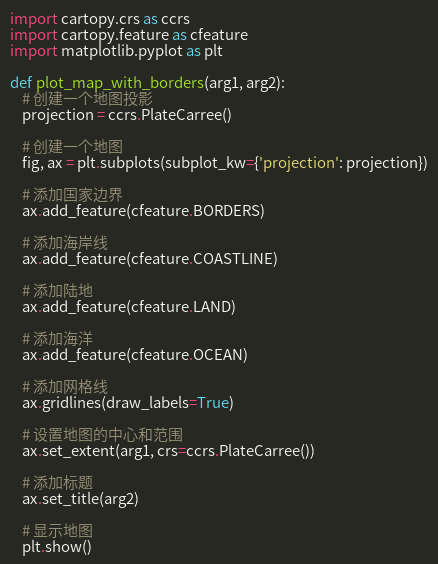 import cartopy.crs as ccrs
import cartopy.feature as cfeature
import matplotlib.pyplot as plt

def plot_map_with_borders(arg1, arg2):
    # 创建一个地图投影
    projection = ccrs.PlateCarree()

    # 创建一个地图
    fig, ax = plt.subplots(subplot_kw={'projection': projection})

    # 添加国家边界
    ax.add_feature(cfeature.BORDERS)

    # 添加海岸线
    ax.add_feature(cfeature.COASTLINE)

    # 添加陆地
    ax.add_feature(cfeature.LAND)

    # 添加海洋
    ax.add_feature(cfeature.OCEAN)

    # 添加网格线
    ax.gridlines(draw_labels=True)

    # 设置地图的中心和范围
    ax.set_extent(arg1, crs=ccrs.PlateCarree())

    # 添加标题
    ax.set_title(arg2)

    # 显示地图
    plt.show()